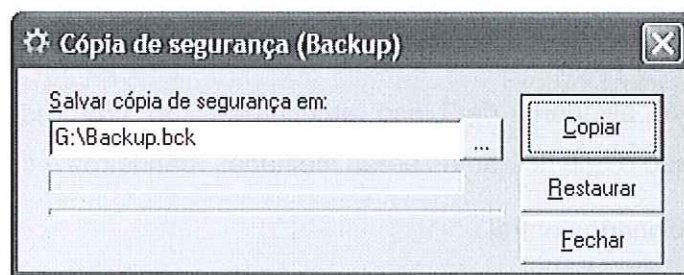 Cópia de segurança (Backup)
Salvar cópia de segurança em:
G:\Backup.bck
...
Copiar
Restaurar
Fechar